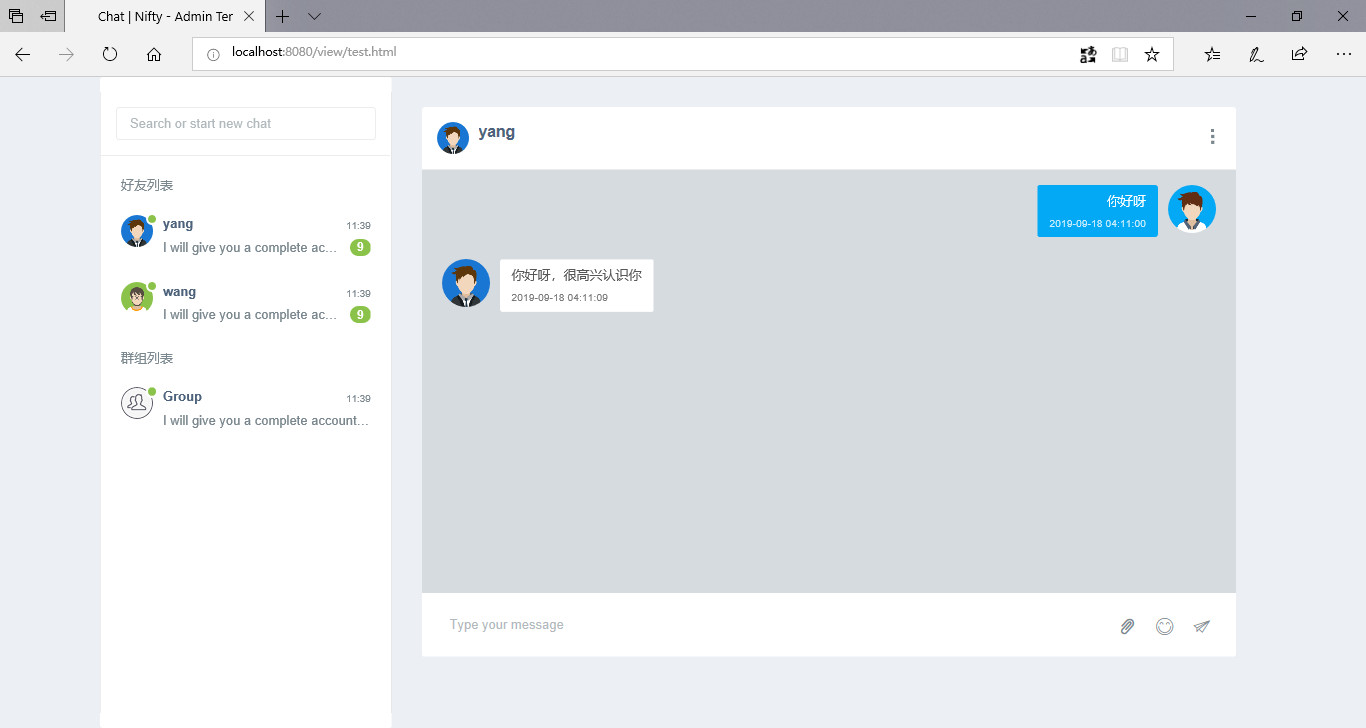 Chat | Nifty - Admin Ter
localhost:8080/view/test.html
Search or start new chat
好友列表
yang
11:39
I will give you a complete ac...
9
wang
11:39
I will give you a complete ac...
9
群组列表
Group
11:39
I will give you a complete account...
yang
你好呀
2019-09-18 04:11:00
你好呀，很高兴认识你
2019-09-18 04:11:09
Type your message